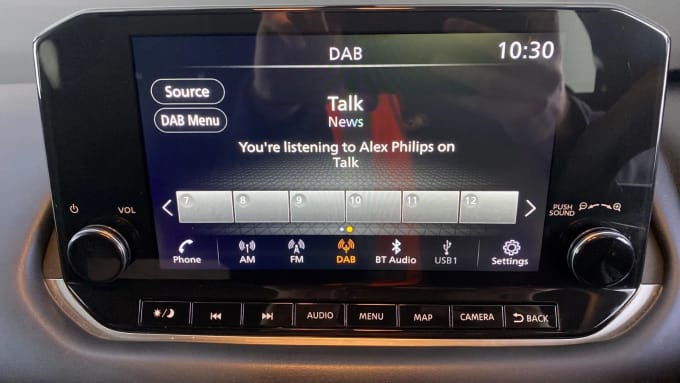 DAB
10:30
Source
DAB Menu
Talk
News
You're listening to Alex Philips on
Talk
7 8 9 10 11 12
VOL
PUSH
SOUND
Phone AM FM DAB BT Audio USB1 Settings
AUDIO MENU MAP CAMERA BACK